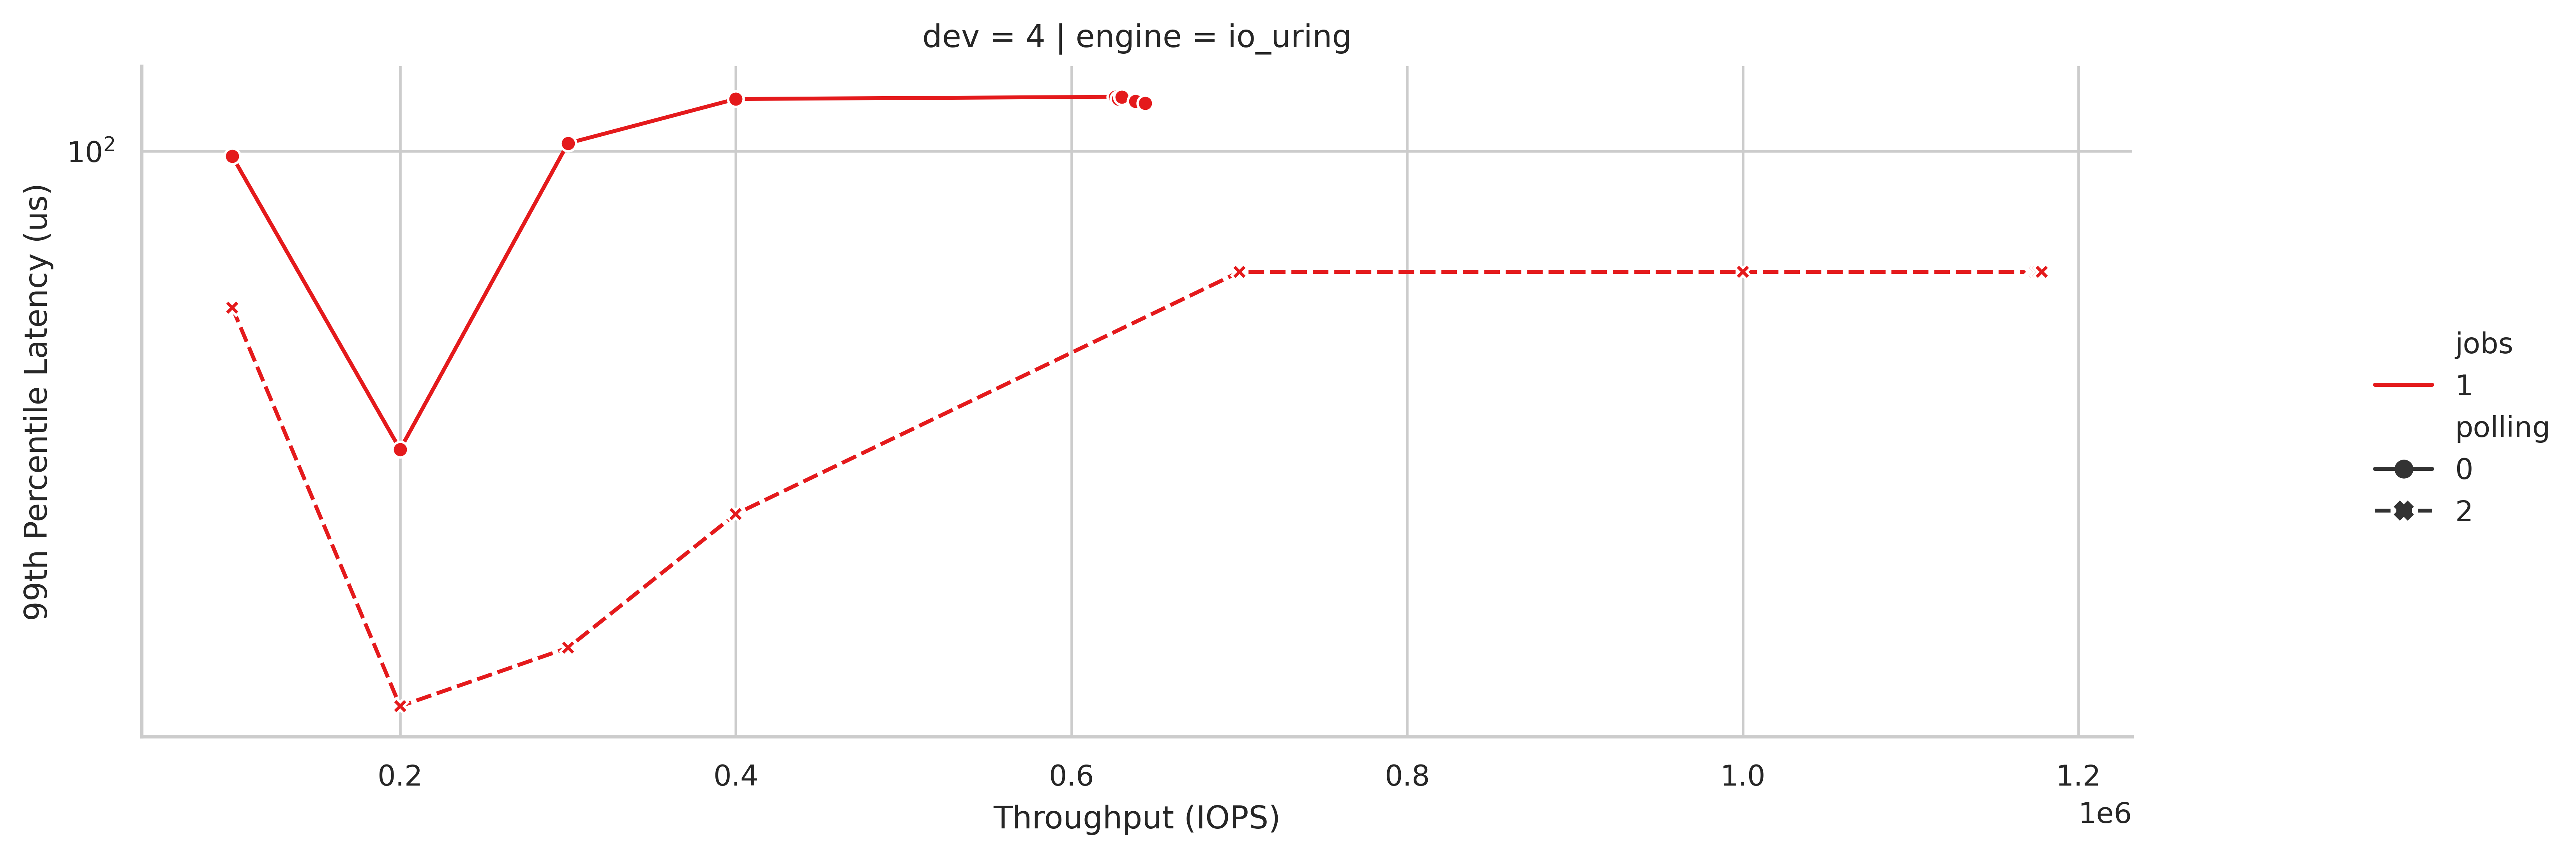 dev = 4 | engine = io_uring
99th Percentile Latency (us)
10²
0.2 0.4 0.6 0.8 1.0 1.2
1e6
Throughput (IOPS)
jobs
1
polling
0
2